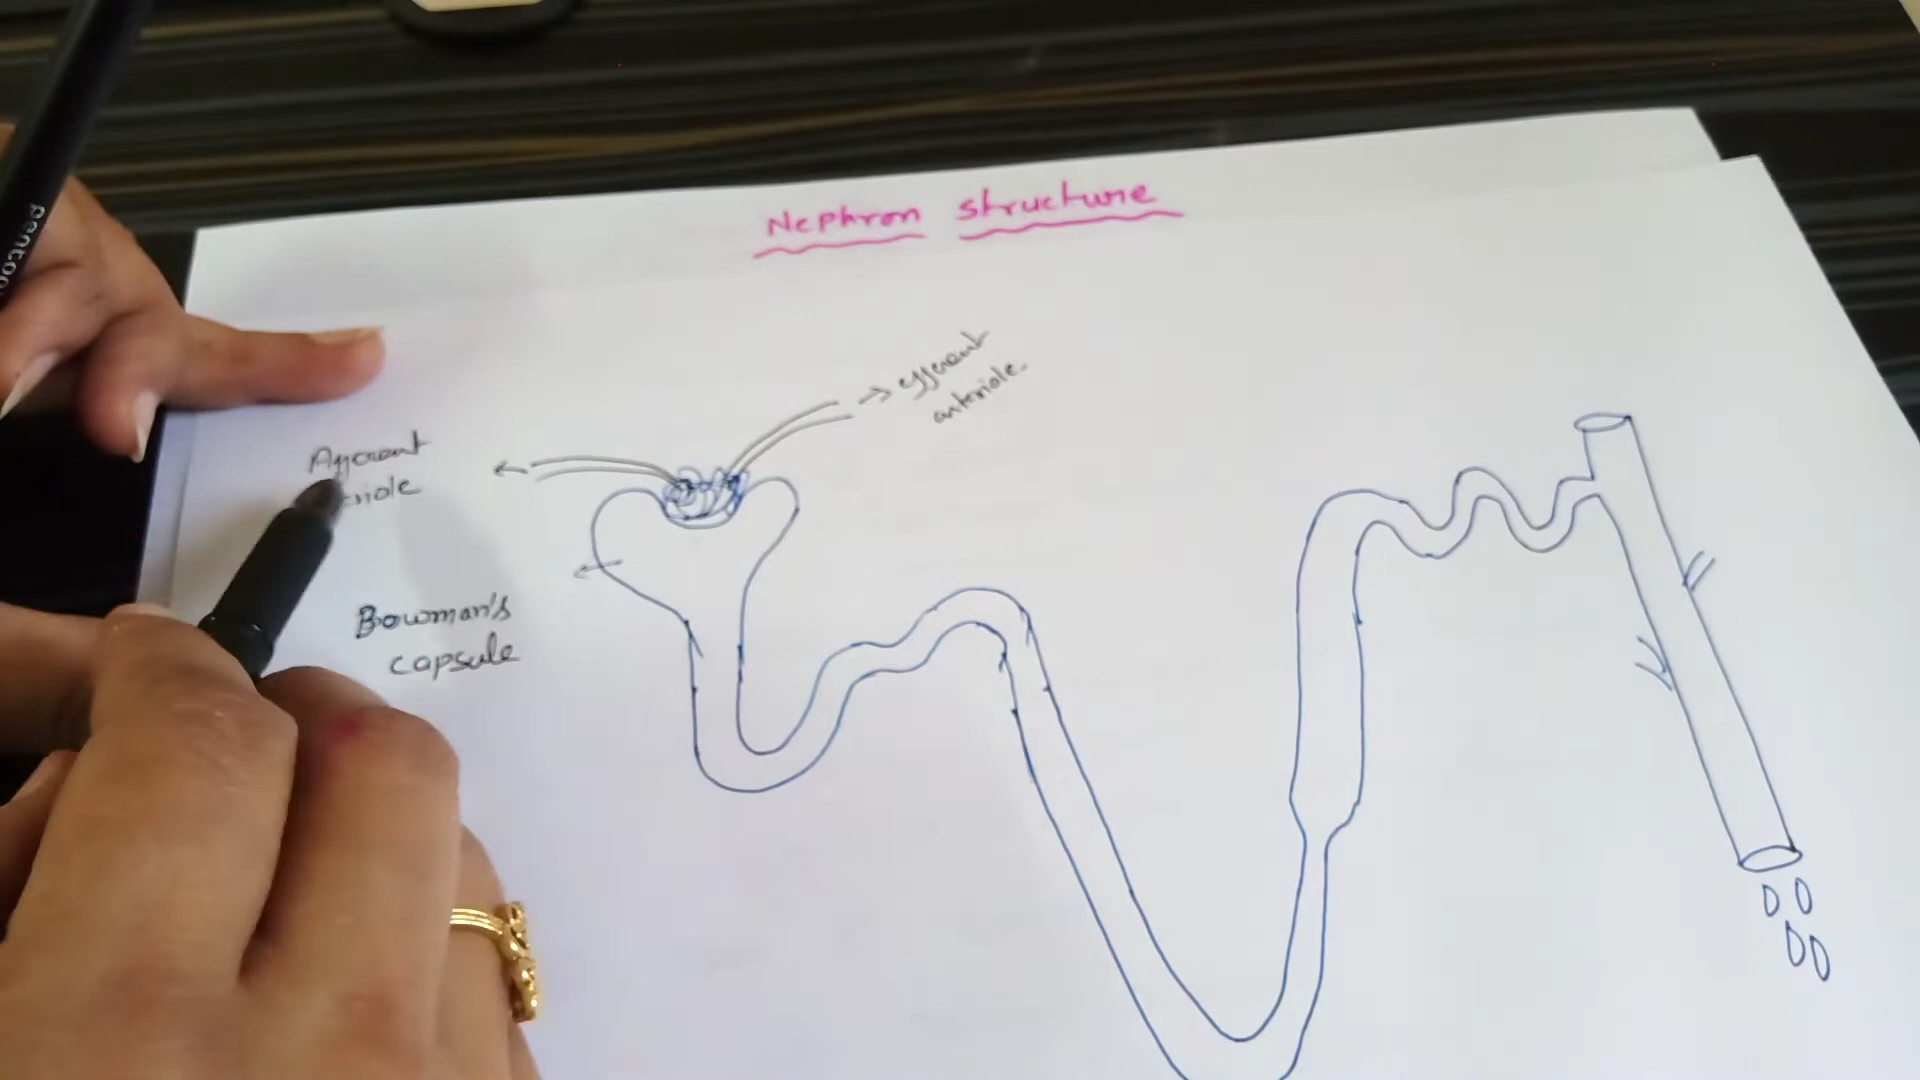 Nephron structure
efferent
arteriole.
Afferent
Bowman's
capsule